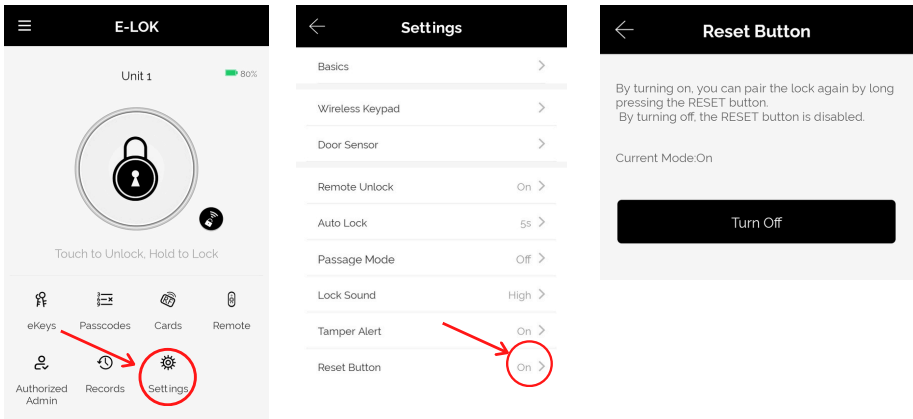 E-LOK
Unit 1
80%
Touch to Unlock, Hold to Lock
eKeys Passcodes Cards Remote
Authorized Admin Records Settings
Settings
Basics
Wireless Keypad
Door Sensor
Remote Unlock On
Auto Lock 5s
Passage Mode Off
Lock Sound High
Tamper Alert On
Reset Button On
Reset Button
By turning on, you can pair the lock again by long
pressing the RESET button.
By turning off, the RESET button is disabled.
Current Mode:On
Turn Off